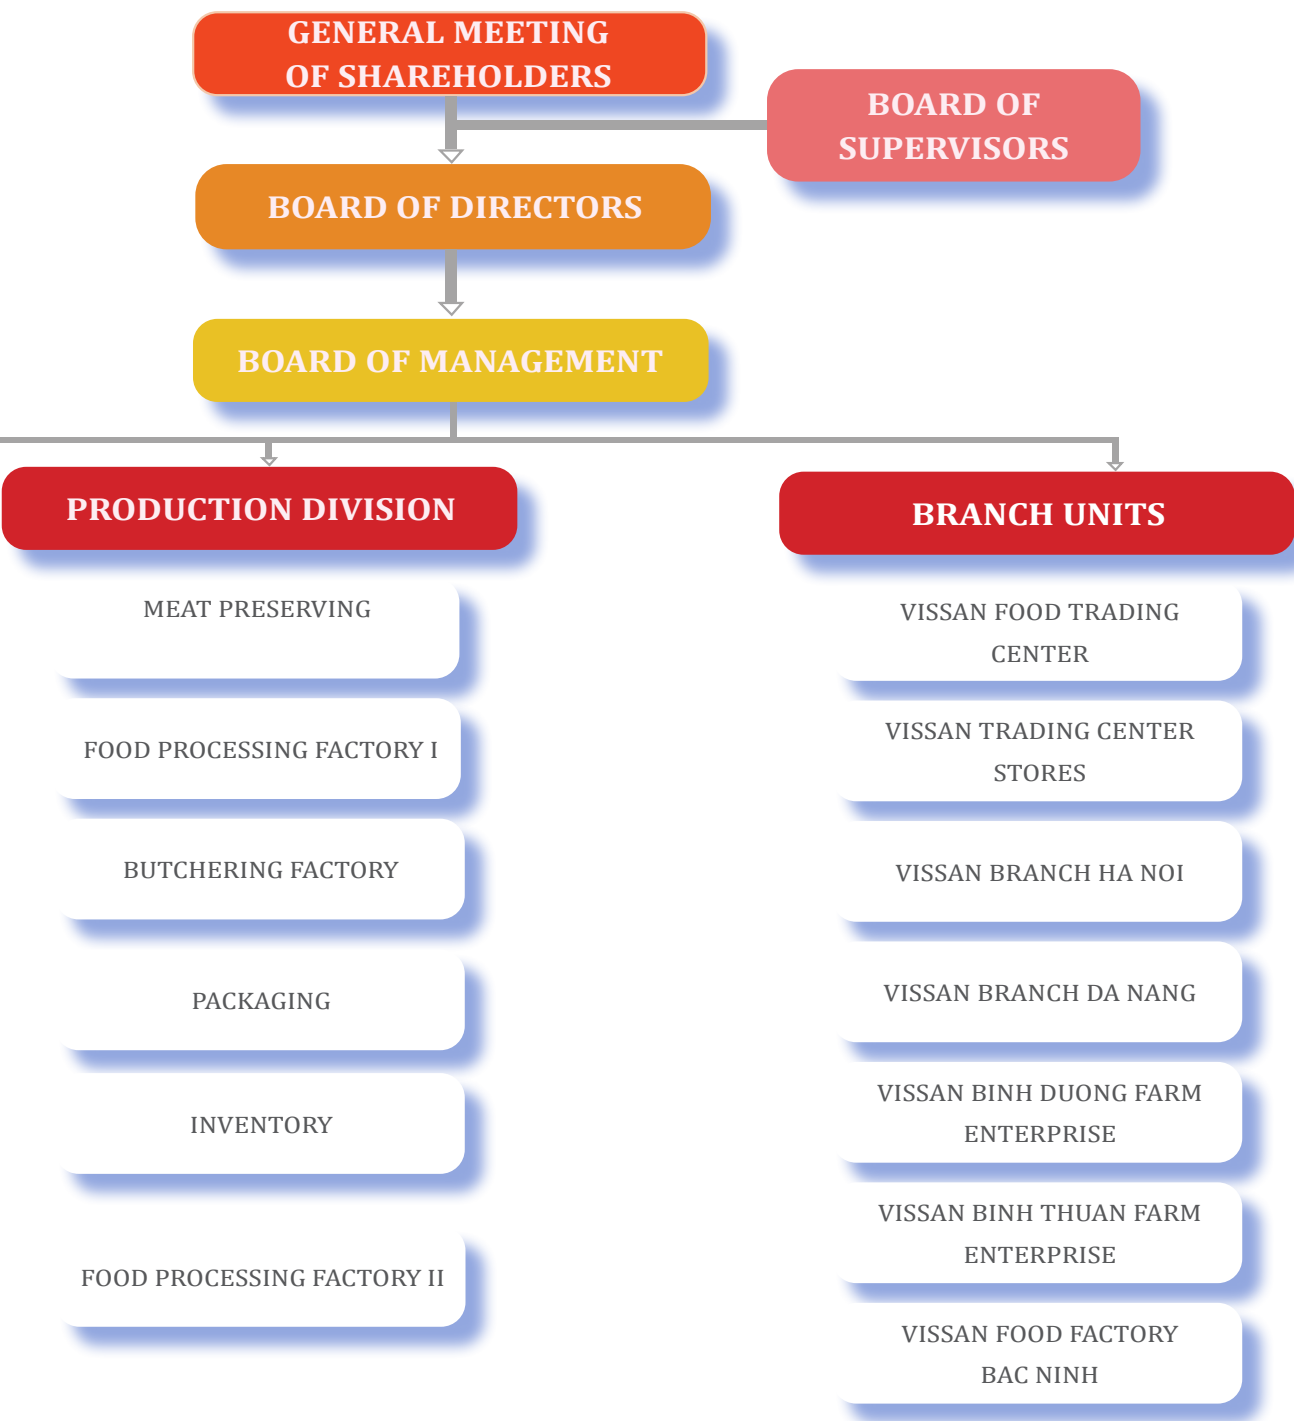 GENERAL MEETING
OF SHAREHOLDERS
BOARD OF
SUPERVISORS
BOARD OF DIRECTORS
BOARD OF MANAGEMENT
PRODUCTION DIVISION
MEAT PRESERVING
FOOD PROCESSING FACTORY I
BUTCHERING FACTORY
PACKAGING
INVENTORY
FOOD PROCESSING FACTORY II
BRANCH UNITS
VISSAN FOOD TRADING
CENTER
VISSAN TRADING CENTER
STORES
VISSAN BRANCH HA NOI
VISSAN BRANCH DA NANG
VISSAN BINH DUONG FARM
ENTERPRISE
VISSAN BINH THUAN FARM
ENTERPRISE
VISSAN FOOD FACTORY
BAC NINH